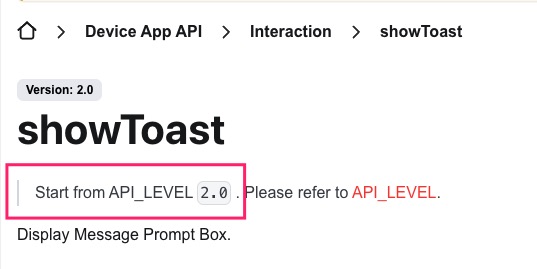 Device App API > Interaction > showToast
Version: 2.0
showToast
Start from API_LEVEL 2.0 . Please refer to API_LEVEL.
Display Message Prompt Box.